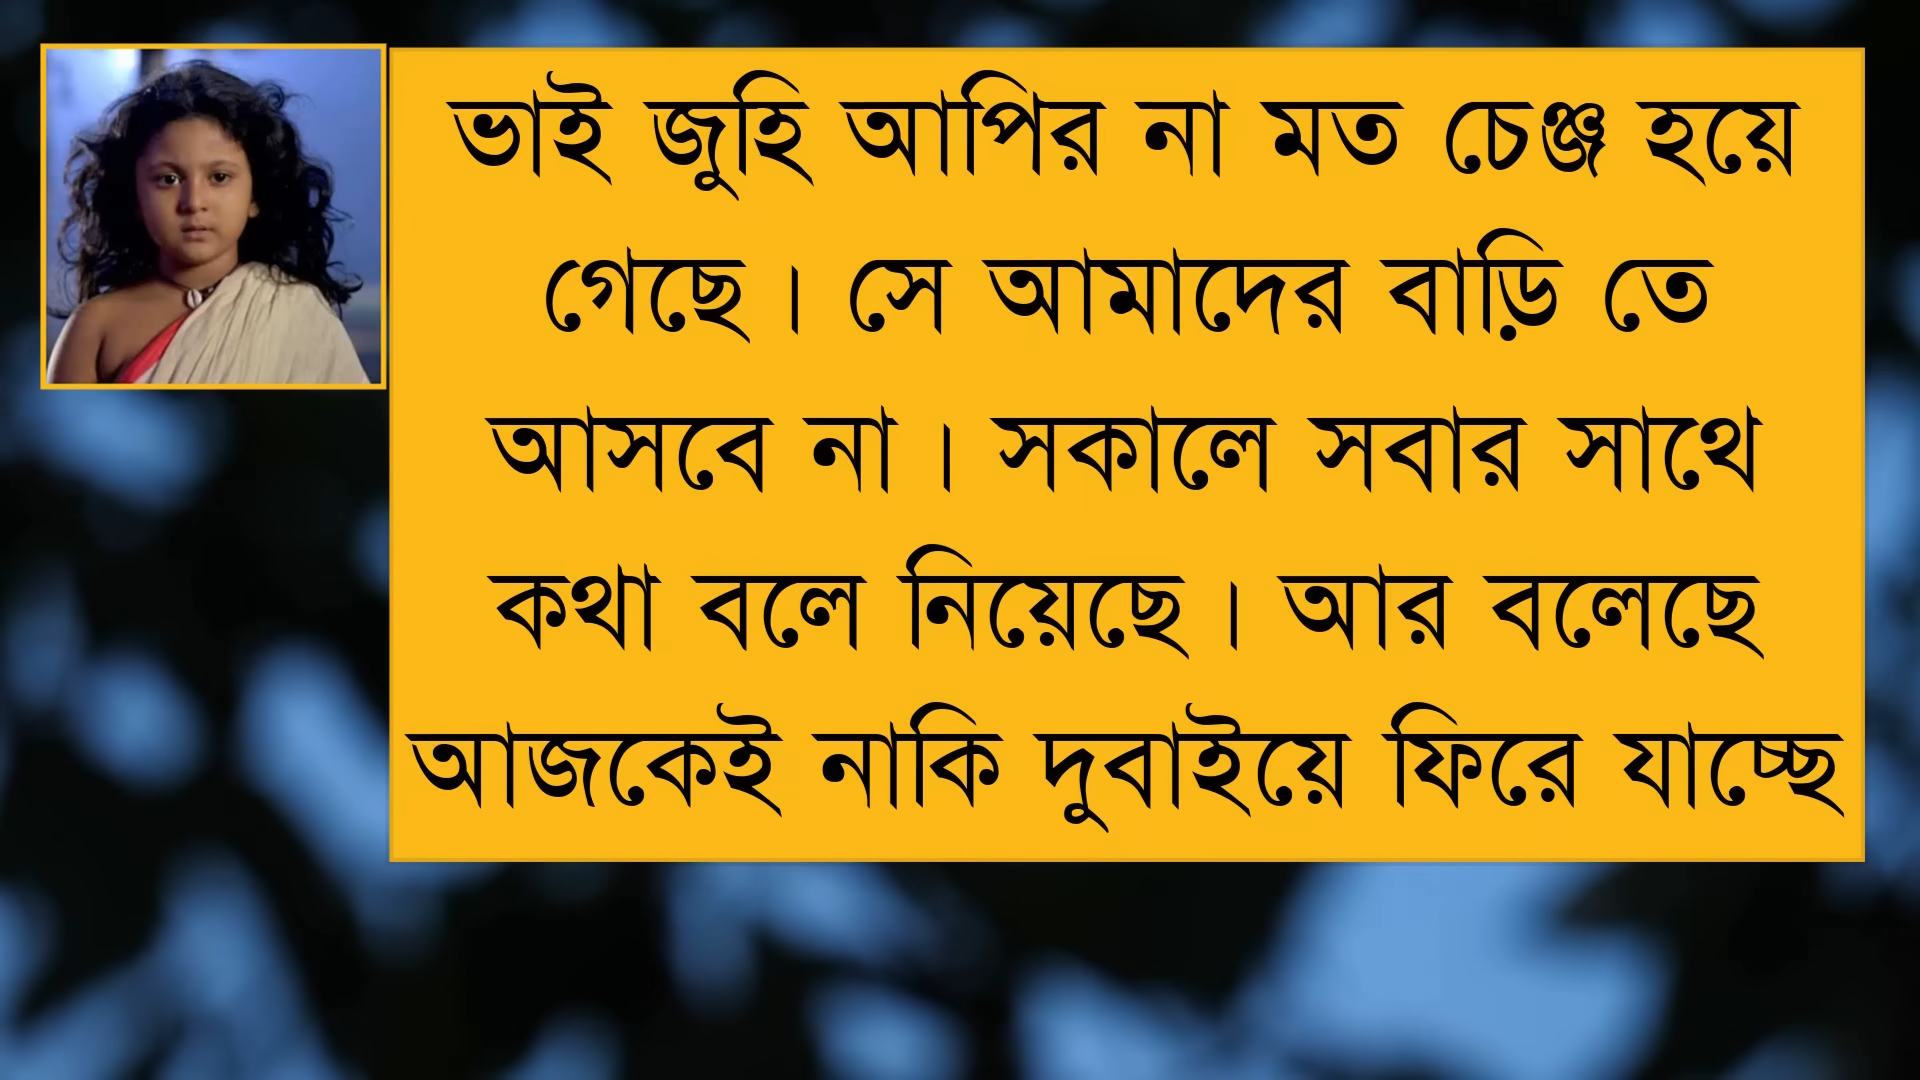 ভাই জুহি আপির না মত চেঞ্জ হয়ে
গেছে । সে আমাদের বাড়ি তে
আসবে না । সকালে সবার সাথে
কথা বলে নিয়েছে । আর বলেছে
আজকেই নাকি দুবাইয়ে ফিরে যাচ্ছে